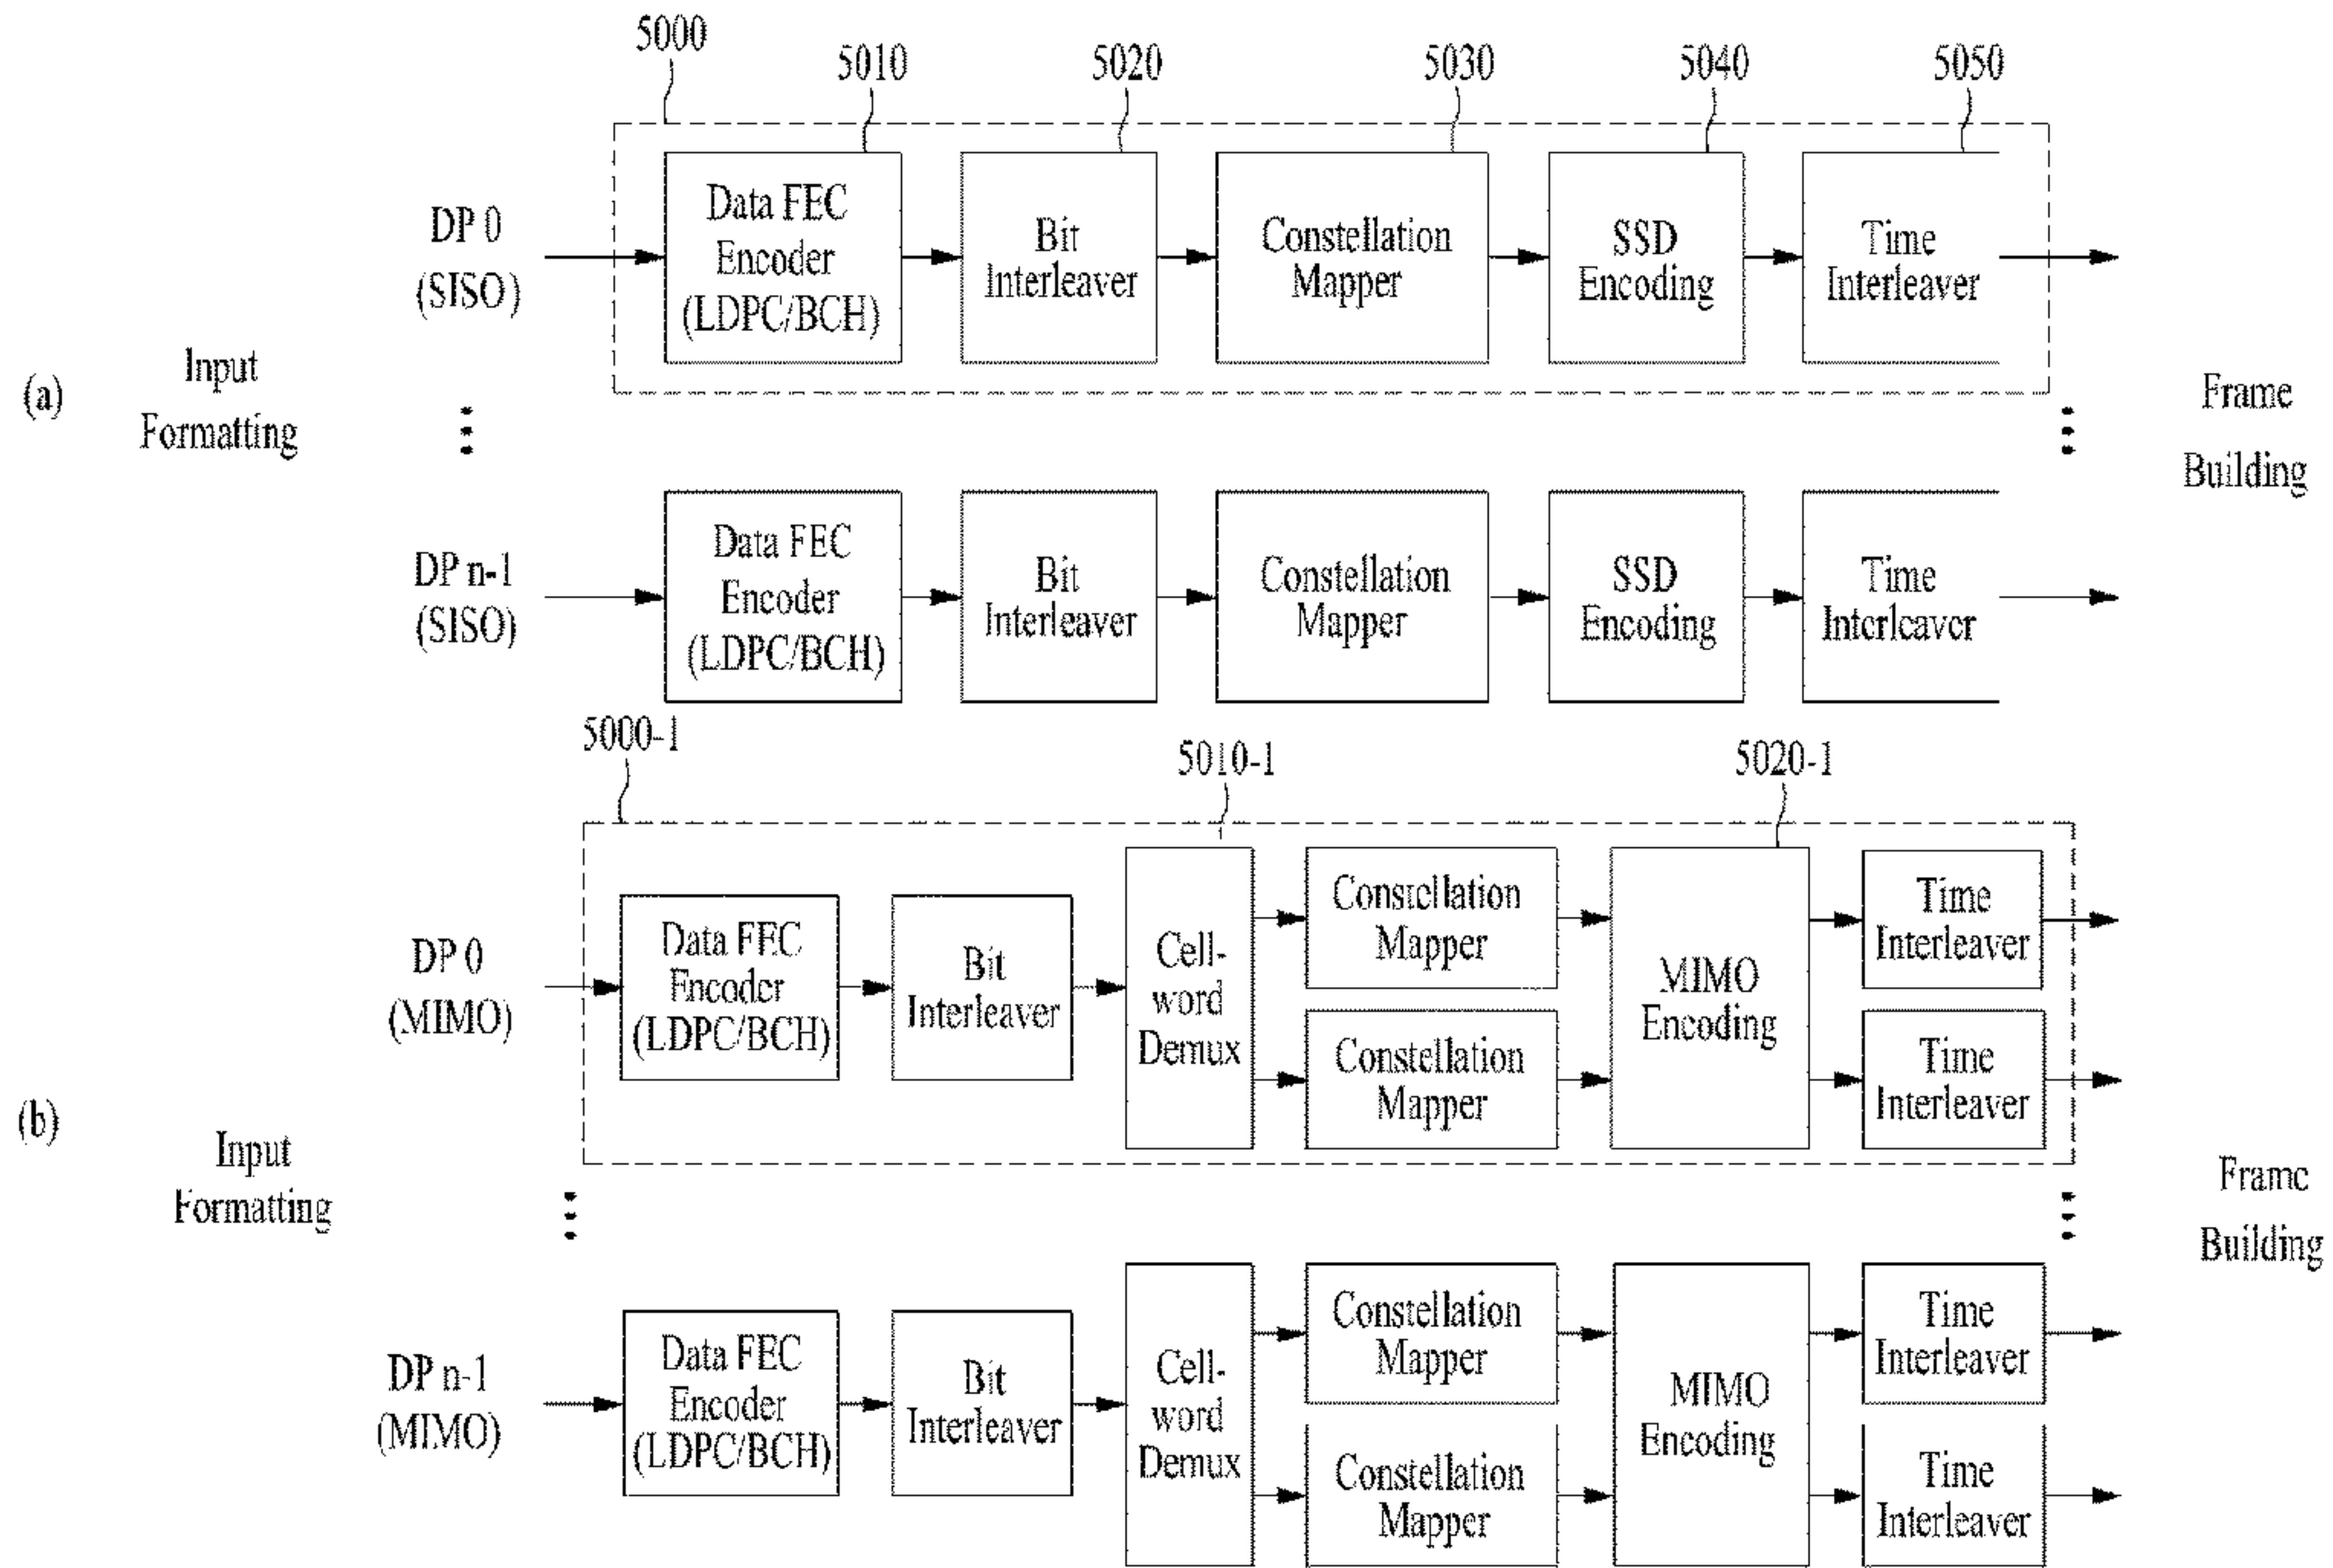 5000
5010
5020
5030
5040
5050
DP 0
(SISO)
Data FEC
Encoder
(LDPC/BCH)
Bit
Interleaver
Constellation
Mapper
SSD
Encoding
Time
Interleaver
(a)
Input
Formatting
Frame
Building
DP n-1
(SISO)
Data FEC
Encoder
(LDPC/BCH)
Bit
Interleaver
Constellation
Mapper
SSD
Encoding
Time
Interleaver
5000-1
5010-1
5020-1
DP 0
(MIMO)
Data FEC
Encoder
(LDPC/BCH)
Bit
Interleaver
Cell-
word
Demux
Constellation
Mapper
Constellation
Mapper
MIMO
Encoding
Time
Interleaver
Time
Interleaver
(b)
Input
Formatting
Frame
Building
DP n-1
(MIMO)
Data FEC
Encoder
(LDPC/BCH)
Bit
Interleaver
Cell-
word
Demux
Constellation
Mapper
Constellation
Mapper
MIMO
Encoding
Time
Interleaver
Time
Interleaver